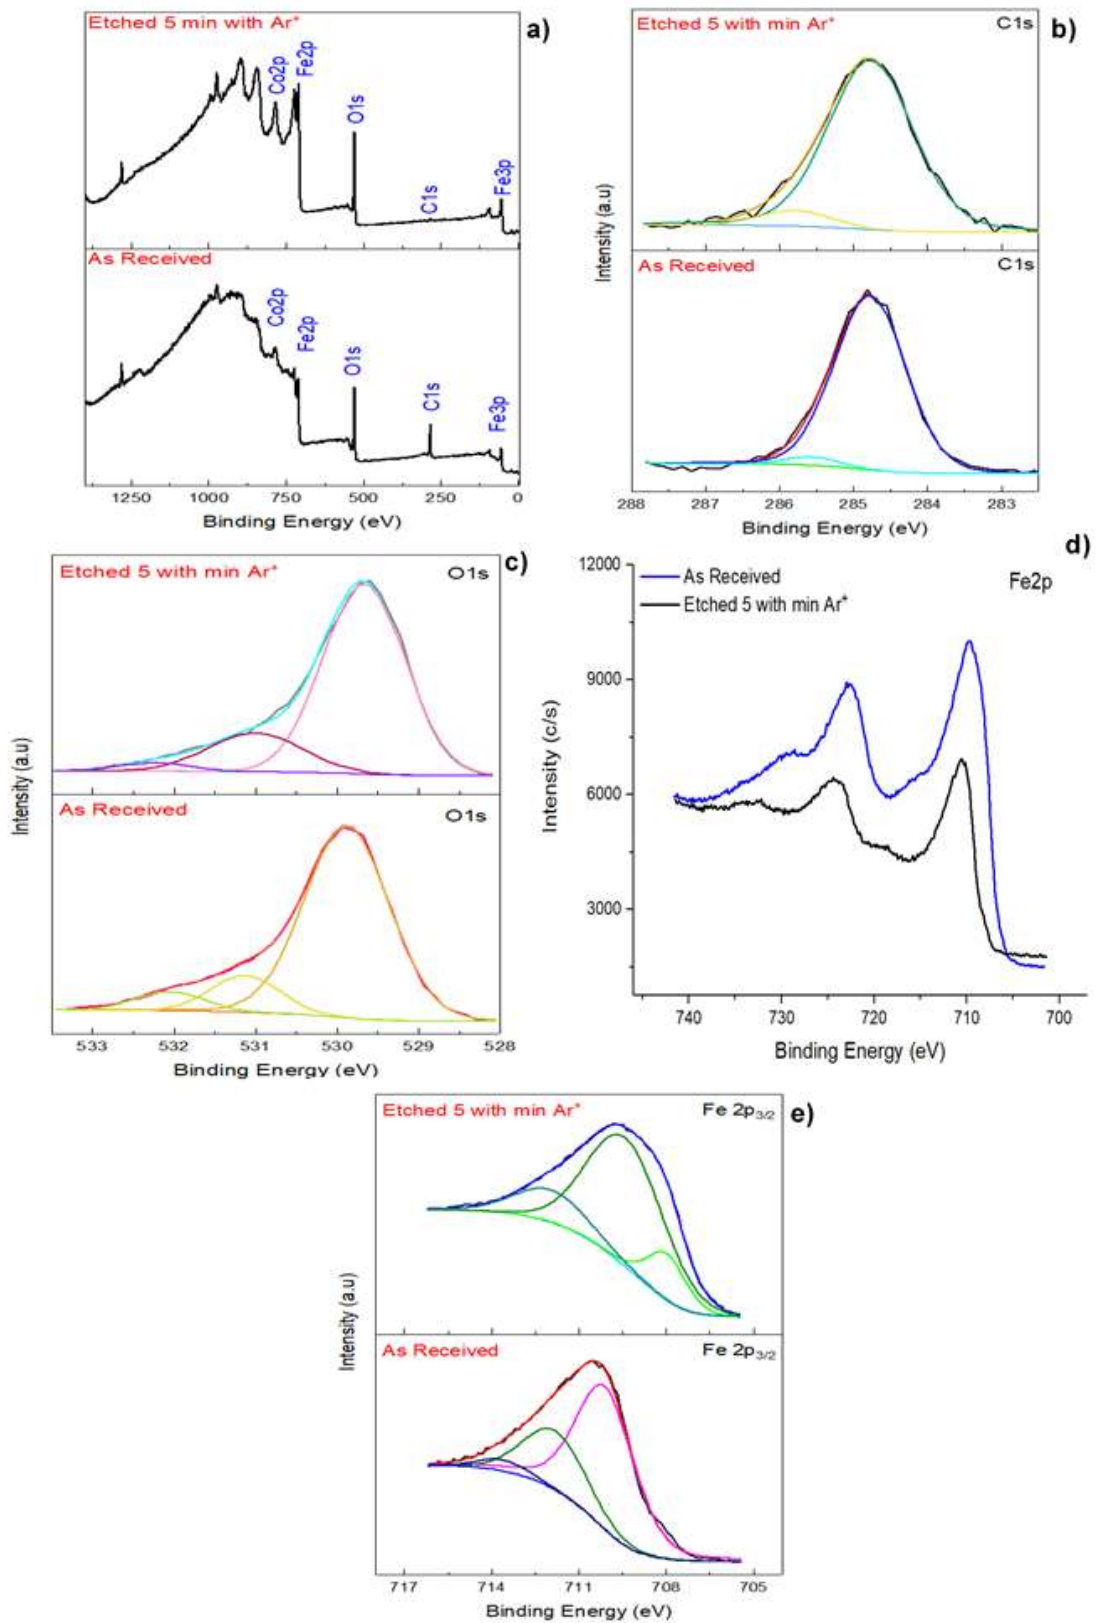 Etched 5 min with Ar⁺
a)
Co2p
Fe2p
O1s
C1s
Fe3p
As Received
Co2p
Fe2p
O1s
C1s
Fe3p
1250 1000 750 500 250 0
Binding Energy (eV)
Etched 5 with min Ar⁺
C1s
b)
Intensity (a.u)
As Received
C1s
288 287 286 285 284 283
Binding Energy (eV)
Etched 5 with min Ar⁺
O1s
c)
Intensity (a.u)
As Received
O1s
533 532 531 530 529 528
Binding Energy (eV)
d)
12000
As Received
Fe2p
Etched 5 with min Ar⁺
9000
6000
3000
Intensity (c/s)
740 730 720 710 700
Binding Energy (eV)
Etched 5 with min Ar⁺
Fe 2p₃/₂
e)
Intensity (a.u)
As Received
Fe 2p₃/₂
717 714 711 708 705
Binding Energy (eV)